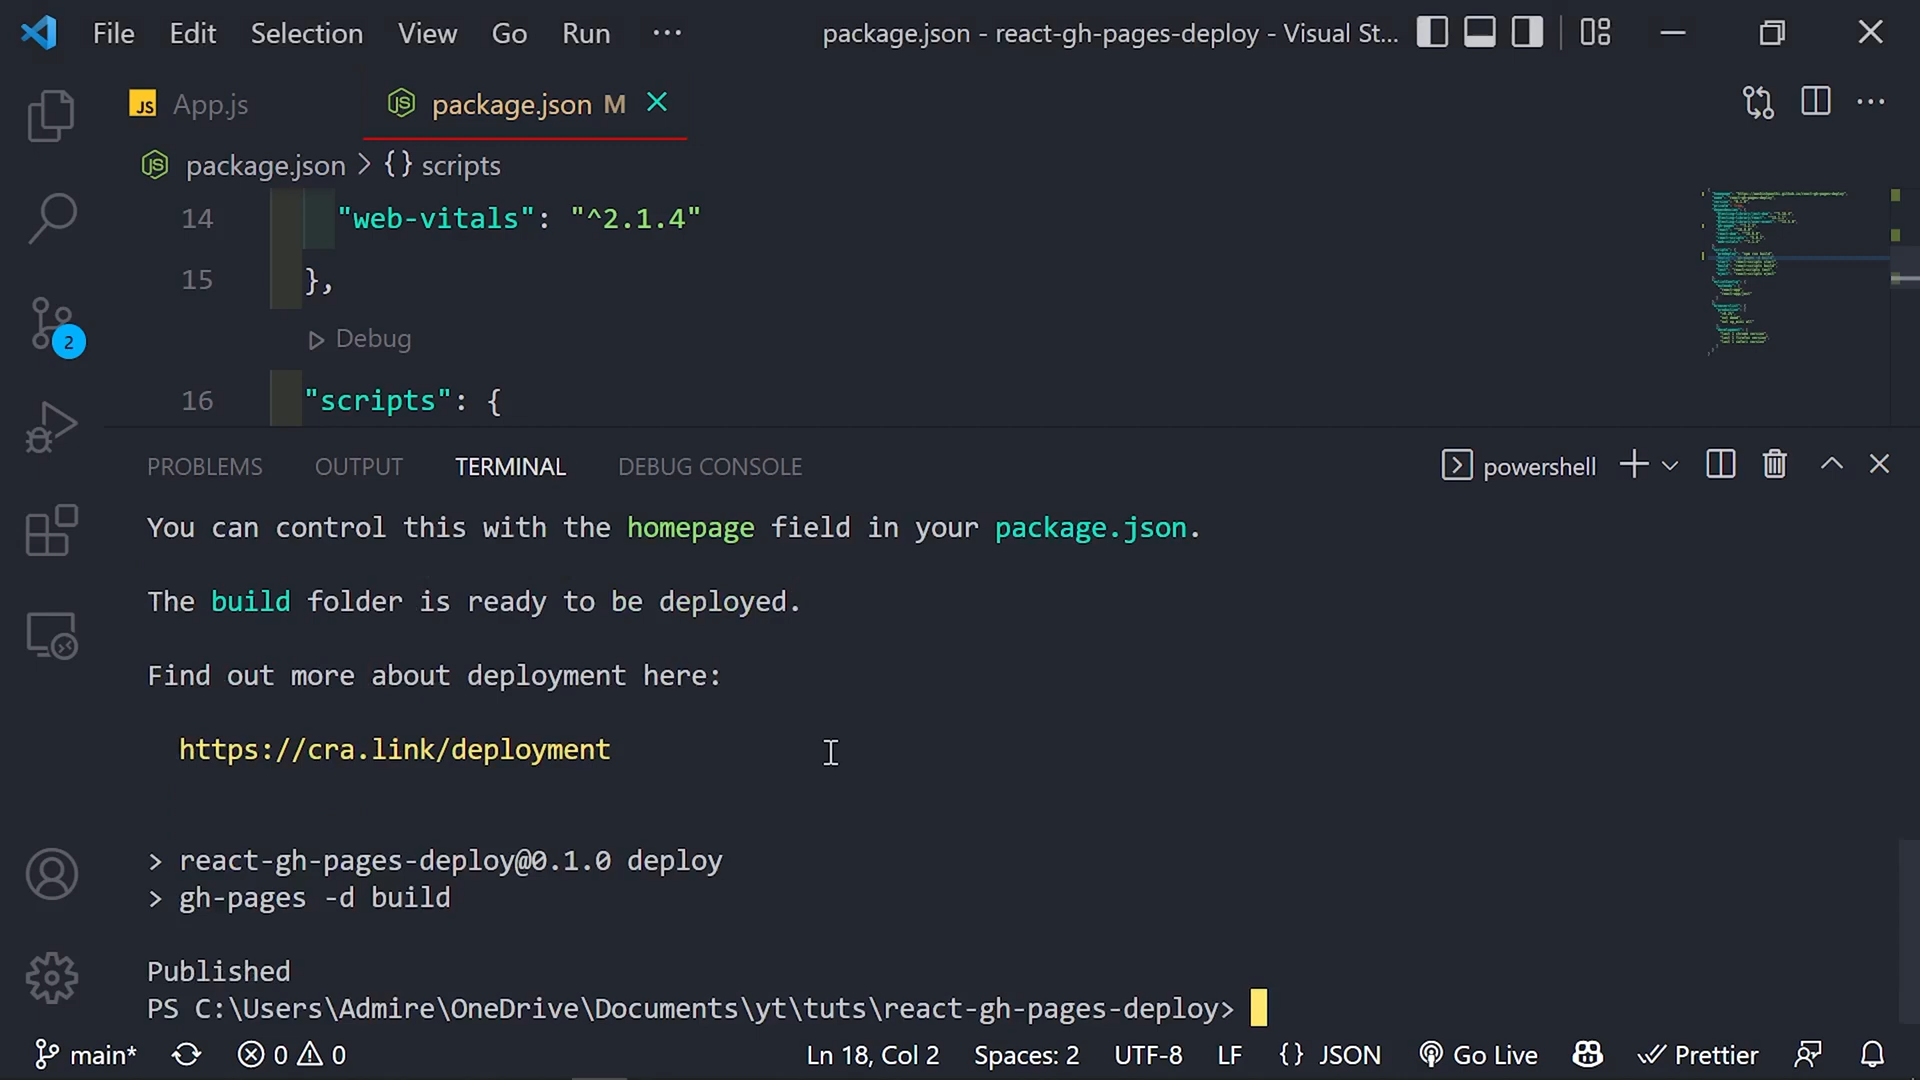 File Edit Selection View Go Run ··· package.json - react-gh-pages-deploy - Visual St...
JS App.js package.json M
package.json > {} scripts
14 "web-vitals": "^2.1.4"
15 },
Debug
16 "scripts": {
PROBLEMS OUTPUT TERMINAL DEBUG CONSOLE powershell
You can control this with the homepage field in your package.json.
The build folder is ready to be deployed.
Find out more about deployment here:
https://cra.link/deployment
> react-gh-pages-deploy@0.1.0 deploy
> gh-pages -d build
Published
PS C:\Users\Admire\OneDrive\Documents\yt\tuts\react-gh-pages-deploy>
2
main* 0 0 Ln 18, Col 2 Spaces: 2 UTF-8 LF {} JSON Go Live Prettier